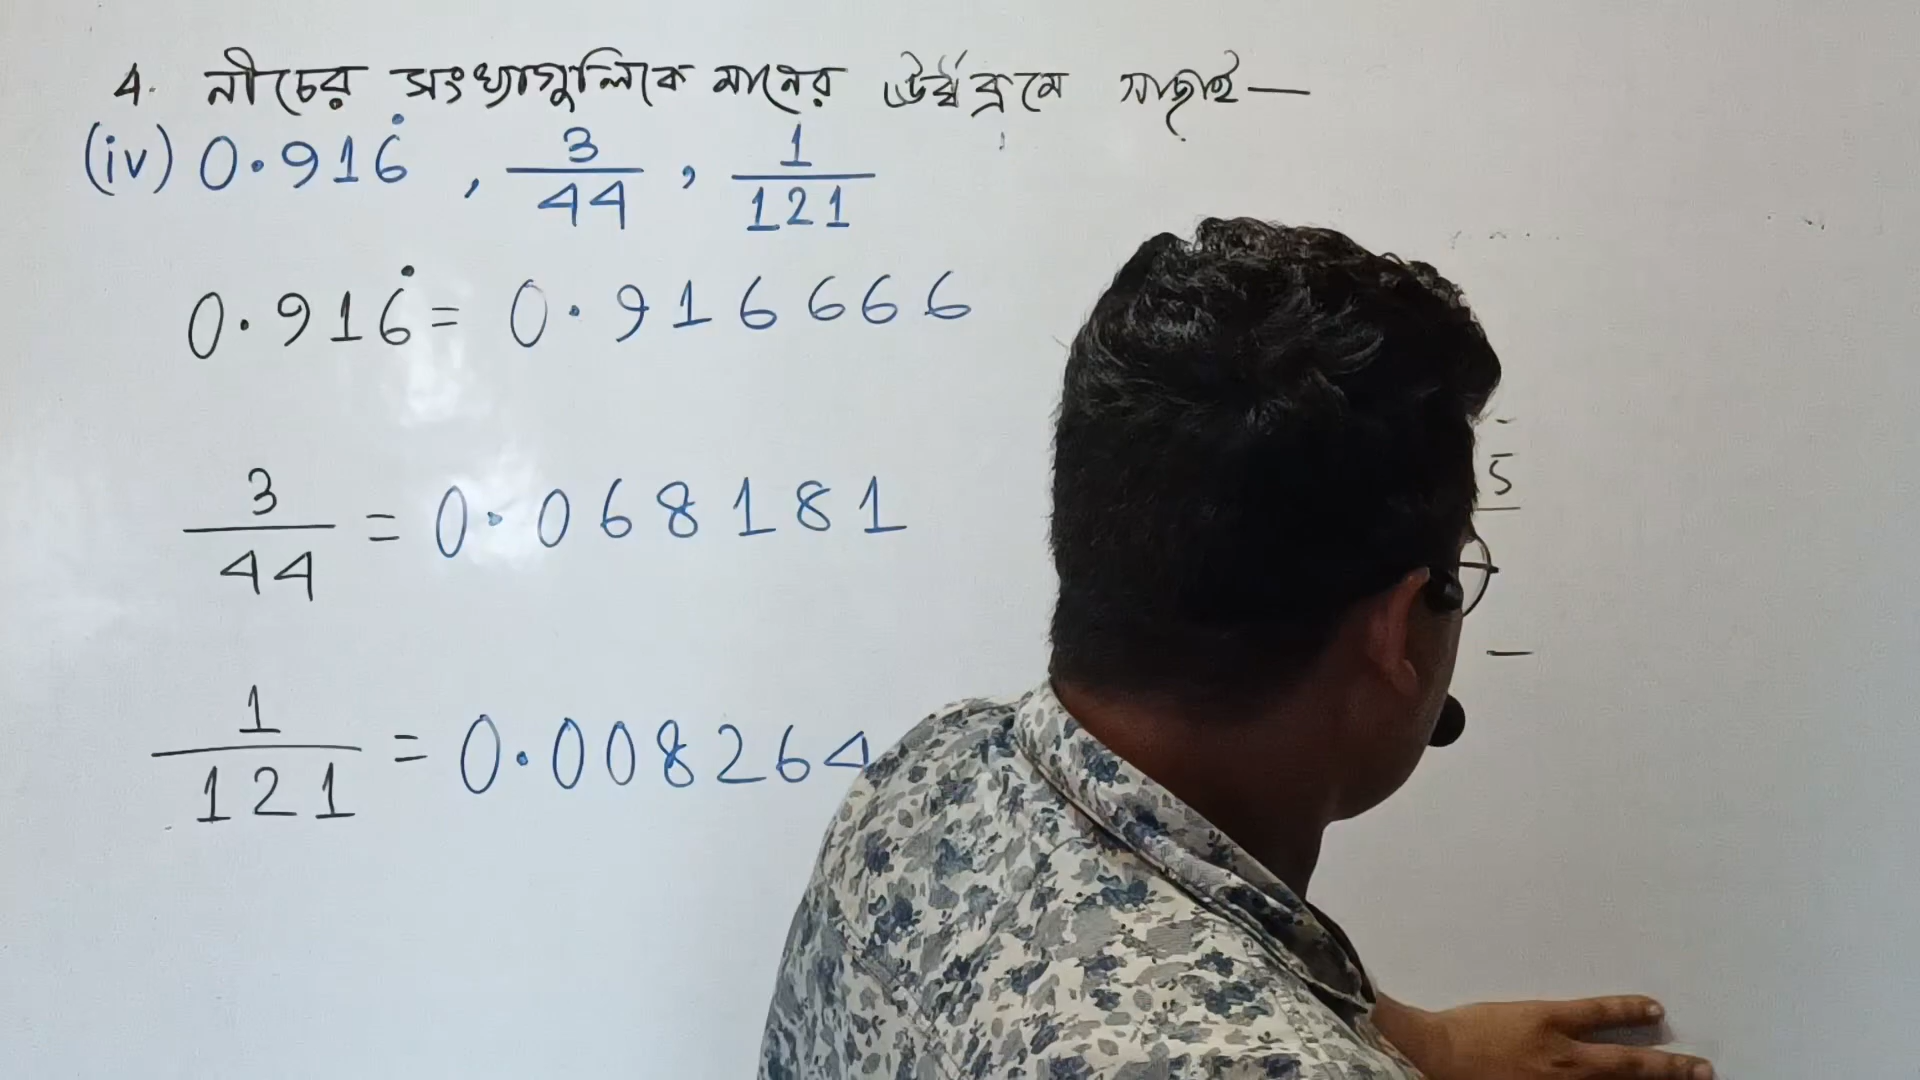 4. নীচের সংখ্যাগুলিকে মানের ঊর্ধ্বক্রমে সাজাই—
(iv) 0.916̇ , 3/44 , 1/121
0.916̇ = 0.916666
3/44 = 0.068181
1/121 = 0.008264
5